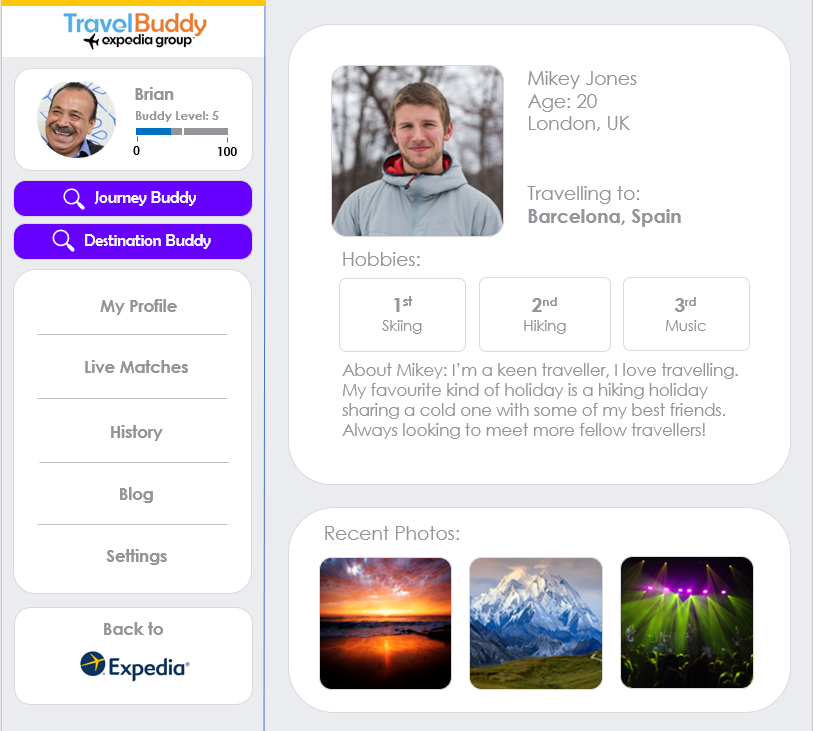 TravelBuddy
expedia group
Brian
Buddy Level: 5
0
100
Journey Buddy
Destination Buddy
My Profile
Live Matches
History
Blog
Settings
Back to
Expedia®
Mikey Jones
Age: 20
London, UK
Travelling to:
Barcelona, Spain
Hobbies:
1st
Skiing
2nd
Hiking
3rd
Music
About Mikey: I’m a keen traveller, I love travelling.
My favourite kind of holiday is a hiking holiday
sharing a cold one with some of my best friends.
Always looking to meet more fellow travellers!
Recent Photos: